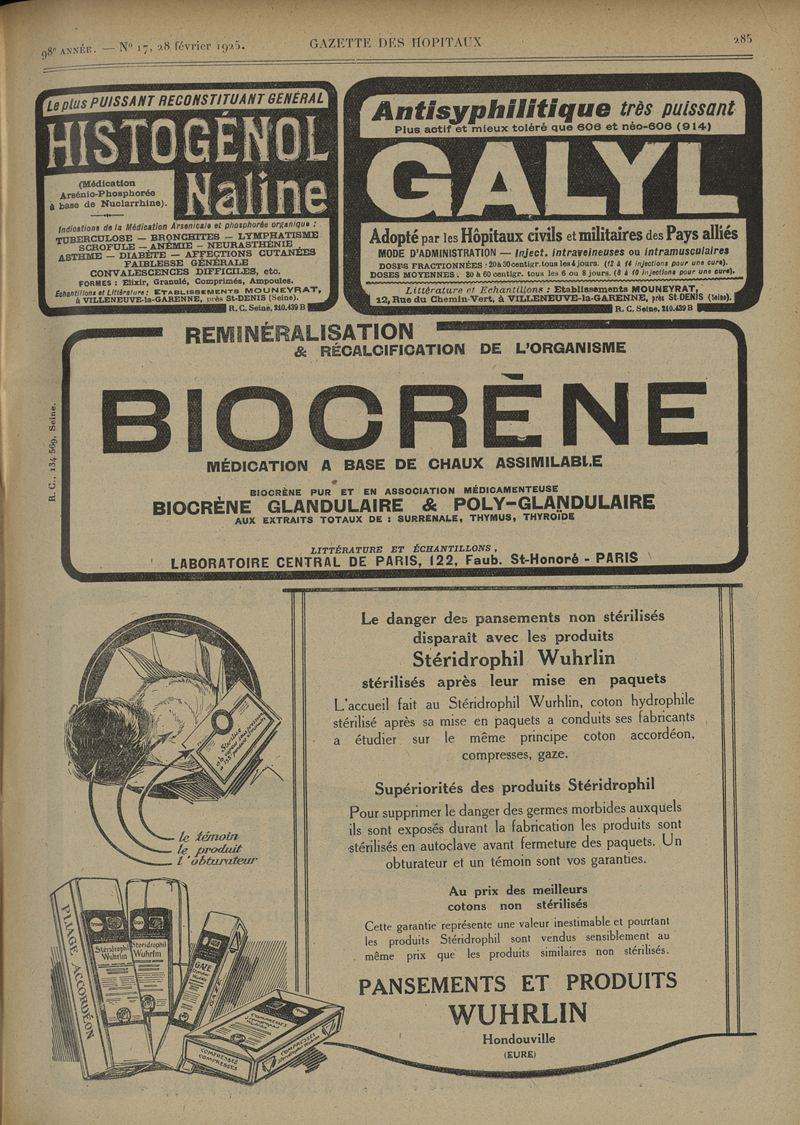 98e ANNÉE. — No 17, 28 février 1925.
GAZETTE DES HOPITAUX
285
Le plus PUISSANT RECONSTITUANT GÉNÉRAL
HISTOGÉNOL
Naline
(Médication
Arsénio-Phosphorée
à base de Nuclarrhine).
Indications de la Médication Arsenicale et phosphorée organique :
TUBERCULOSE — BRONCHITES — LYMPHATISME
SCROFULE — ANÉMIE — NEURASTHÉNIE
ASTHME — DIABÈTE — AFFECTIONS CUTANÉES
FAIBLESSE GÉNÉRALE
CONVALESCENCES DIFFICILES, etc.
FORMES : Elixir, Granulé, Comprimés, Ampoules.
Echantillons et Littérature : ETABLISSEMENTS MOUNEYRAT,
à VILLENEUVE-la-GARENNE, près St-DENIS (Seine).
R. C. Seine, 210.439 B
Antisyphilitique très puissant
Plus actif et mieux toléré que 606 et néo-606 (914)
GALYL
Adopté par les Hôpitaux civils et militaires des Pays alliés
MODE D'ADMINISTRATION — Inject. intraveineuses ou intramusculaires
DOSES FRACTIONNÉES : 20 à 30 centigr. tous les 4 jours. (12 à 14 injections pour une cure).
DOSES MOYENNES : 30 à 60 centigr. tous les 6 ou 8 jours. (8 à 10 injections pour une cure).
Littérature et Echantillons : Etablissements MOUNEYRAT,
12, Rue du Chemin-Vert, à VILLENEUVE-la-GARENNE, près St-DENIS (Seine).
R. C. Seine, 210.439 B
REMINÉRALISATION
& RÉCALCIFICATION DE L'ORGANISME
BIOCRÈNE
MÉDICATION A BASE DE CHAUX ASSIMILABLE
BIOCRÈNE PUR ET EN ASSOCIATION MÉDICAMENTEUSE
BIOCRÈNE GLANDULAIRE & POLY-GLANDULAIRE
AUX EXTRAITS TOTAUX DE : SURRÉNALE, THYMUS, THYROÏDE
LITTÉRATURE ET ÉCHANTILLONS,
LABORATOIRE CENTRAL DE PARIS, 122, Faub. St-Honoré - PARIS
R. C., 134 569, Seine.
Le danger des pansements non stérilisés
disparaît avec les produits
Stéridrophil Wuhrlin
stérilisés après leur mise en paquets
L'accueil fait au Stéridrophil Wurhlin, coton hydrophile
stérilisé après sa mise en paquets a conduits ses fabricants
a étudier sur le même principe coton accordéon,
compresses, gaze.
Supériorités des produits Stéridrophil
Pour supprimer le danger des germes morbides auxquels
ils sont exposés durant la fabrication les produits sont
stérilisés en autoclave avant fermeture des paquets. Un
obturateur et un témoin sont vos garanties.
Au prix des meilleurs
cotons non stérilisés
Cette garantie représente une valeur inestimable et pourtant
les produits Stéridrophil sont vendus sensiblement au
même prix que les produits similaires non stérilisés.
PANSEMENTS ET PRODUITS
WUHRLIN
Hondouville
(EURE)
le témoin
le produit
l'obturateur
PLIAGE ACCORDÉON
Stéridrophil
Wuhrlin
Stéridrophil
Wuhrlin
GAZE
GAZE
COMPRESSES
COMPRESSES
COMPRESSES
COMPRESSES